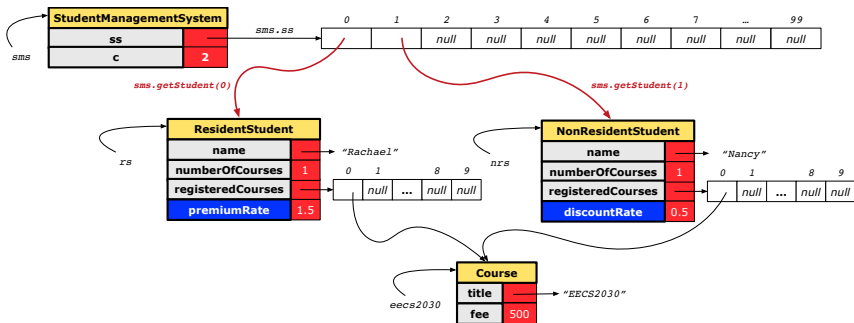 0 1 2 3 4 5 6 7 … 99
StudentManagementSystem
sms.ss
ss
null null null null null null null null
sms
c 2
sms.getStudent(0)
sms.getStudent(1)
ResidentStudent
NonResidentStudent
name
“Rachael”
name
“Nancy”
rs
nrs
numberOfCourses 1
0 1 8 9
numberOfCourses 1
0 1 8 9
registeredCourses
null … null null
registeredCourses
null … null null
premiumRate 1.5
discountRate 0.5
Course
title
“EECS2030”
eecs2030
fee 500